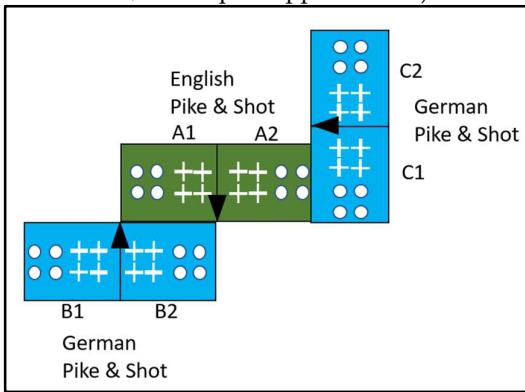 English
Pike & Shot
A1
A2
C2
German
Pike & Shot
C1
B1
B2
German
Pike & Shot